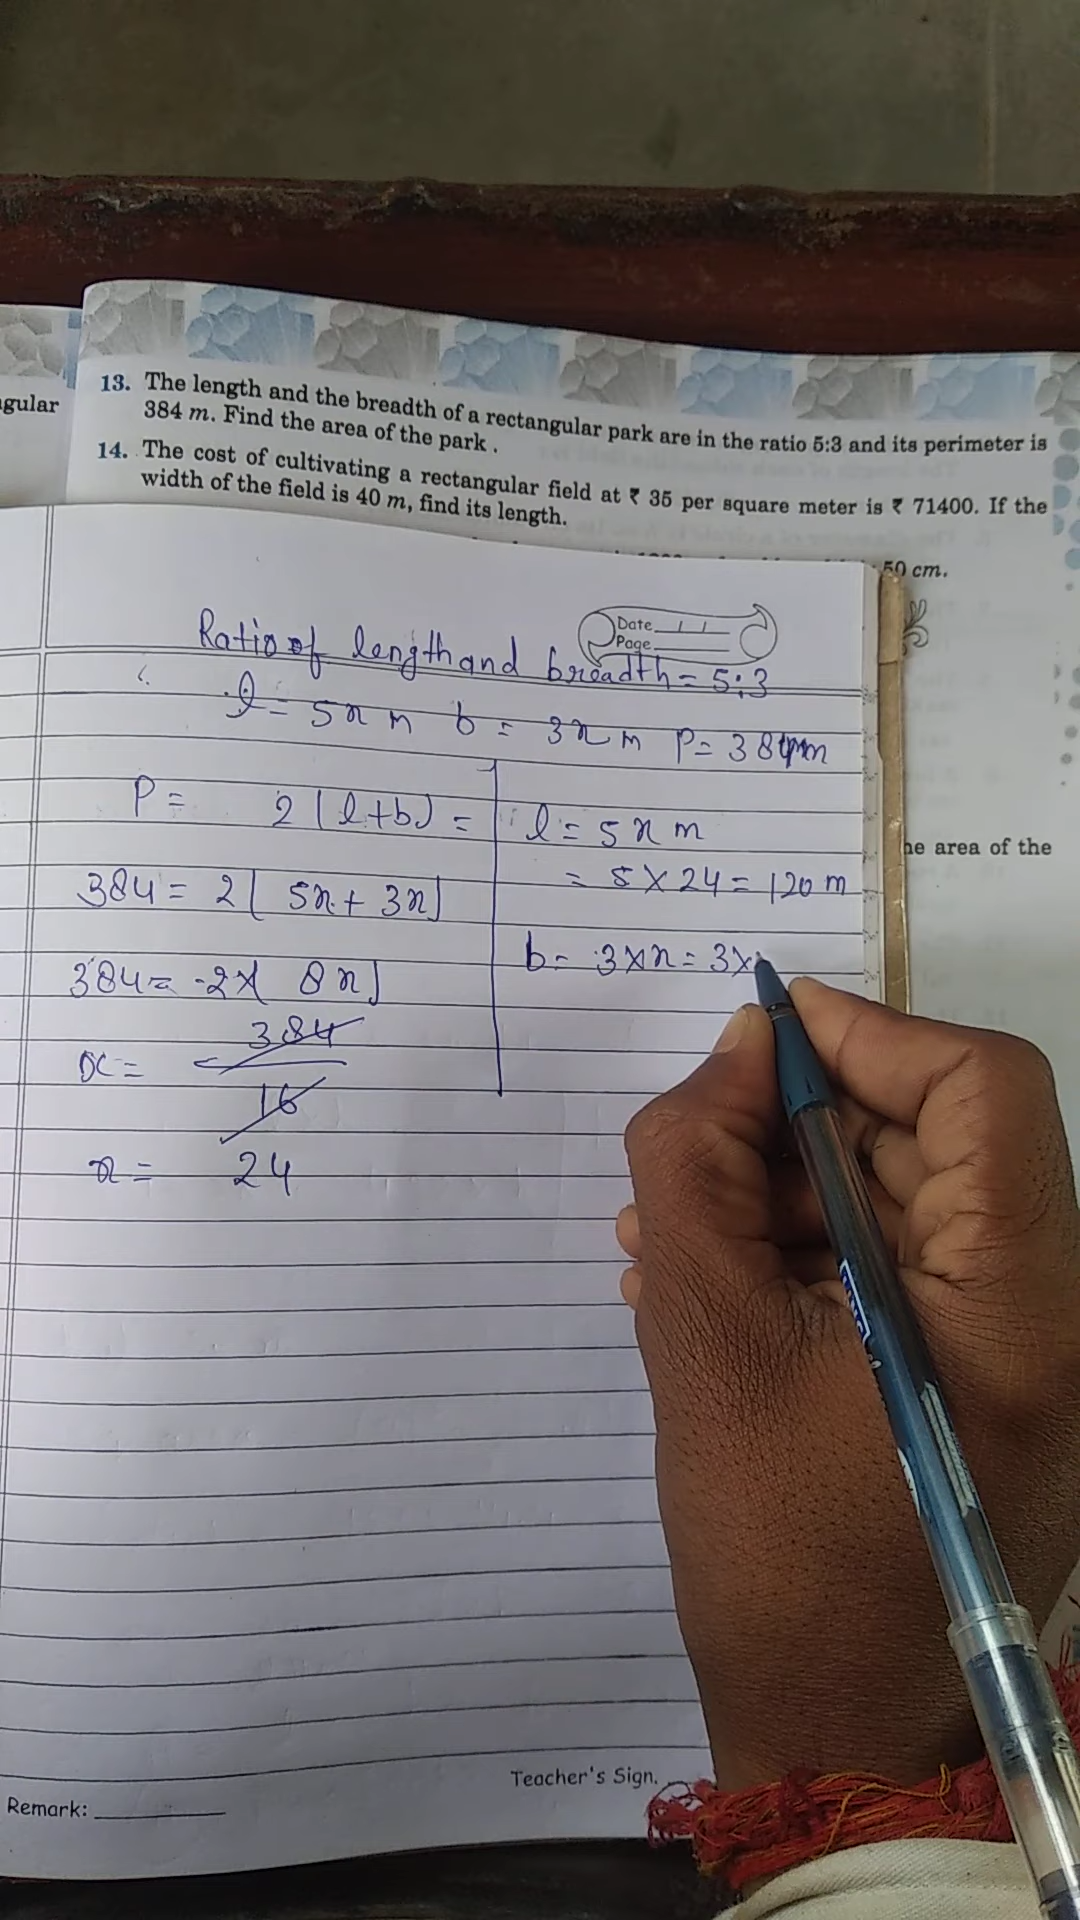 gular
13. The length and the breadth of a rectangular park are in the ratio 5:3 and its perimeter is
384 m. Find the area of the park .
14. The cost of cultivating a rectangular field at ₹ 35 per square meter is ₹ 71400. If the
width of the field is 40 m, find its length.
50 cm.
he area of the
Date
Page
Ratio of length and breadth = 5:3
l = 5x m b = 3x m P = 384m
P = 2(l+b) =
384 = 2[ 5x + 3x]
384 = 2×[ 8x]
x = 384
16
x = 24
l = 5x m
= 5×24 = 120 m
b = 3×x = 3×
Teacher's Sign.
Remark: